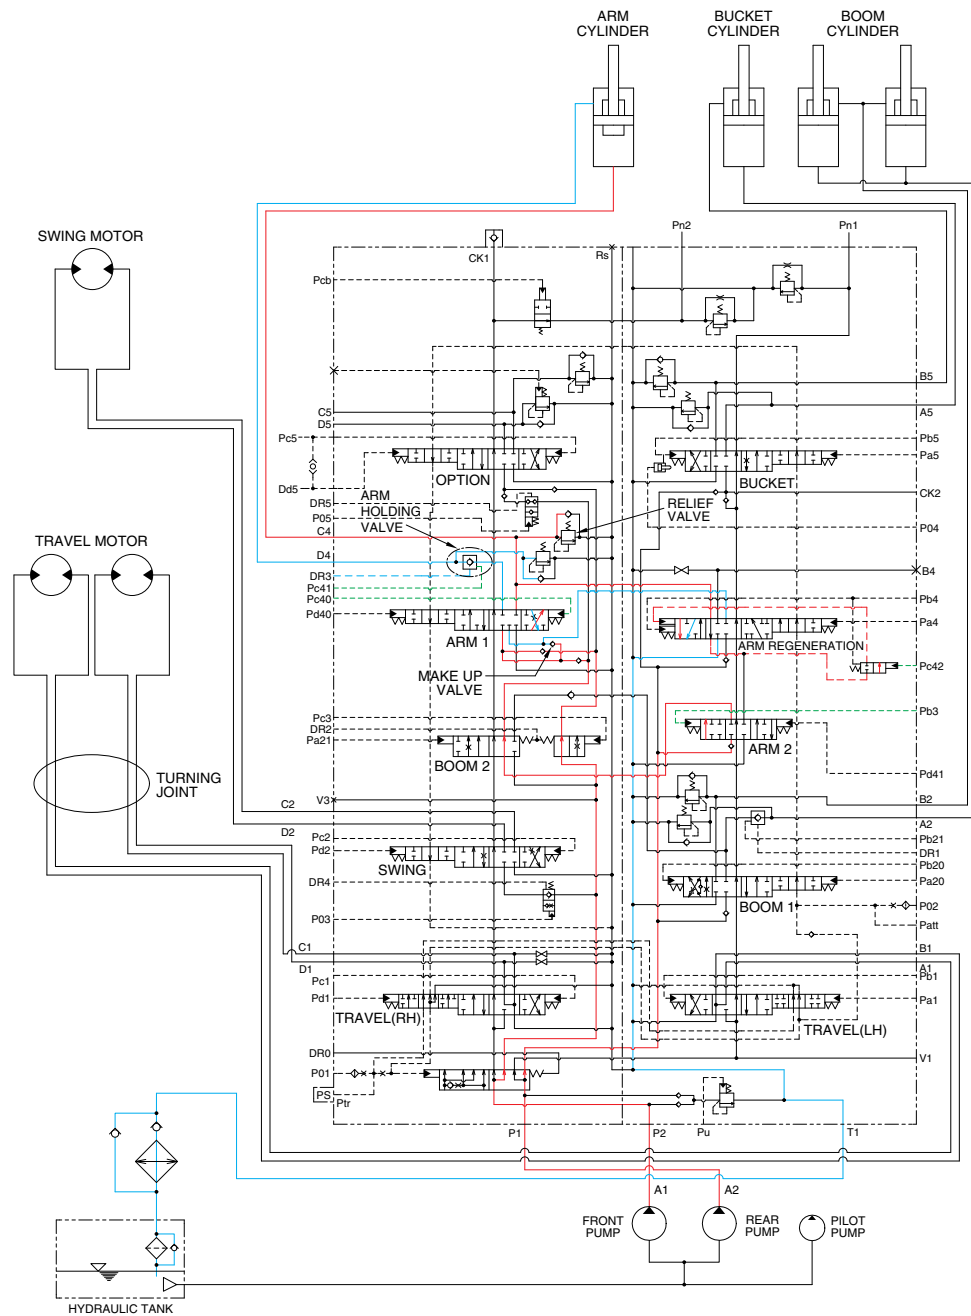 ARM
CYLINDER
BUCKET
CYLINDER
BOOM
CYLINDER
SWING MOTOR
TRAVEL MOTOR
TURNING
JOINT
CK1
Rs
Pn2
Pn1
Pcb
C5
D5
Pc5
Dd5
DR5
P05
C4
D4
DR3
Pc41
Pc40
Pd40
OPTION
ARM
HOLDING
VALVE
RELIEF
VALVE
BUCKET
B5
A5
Pb5
Pa5
CK2
P04
B4
Pb4
Pa4
Pc42
Pb3
Pd41
B2
A2
Pb21
DR1
Pb20
Pa20
P02
Patt
B1
A1
Pb1
Pa1
V1
ARM 1
ARM REGENERATION
MAKE UP
VALVE
Pc3
DR2
Pa21
BOOM 2
ARM 2
V3
C2
D2
Pc2
Pd2
SWING
DR4
P03
BOOM 1
C1
D1
Pc1
Pd1
TRAVEL(RH)
TRAVEL(LH)
DR0
P01
PS
Ptr
P1
P2
Pu
T1
A1
A2
FRONT
PUMP
REAR
PUMP
PILOT
PUMP
HYDRAULIC TANK